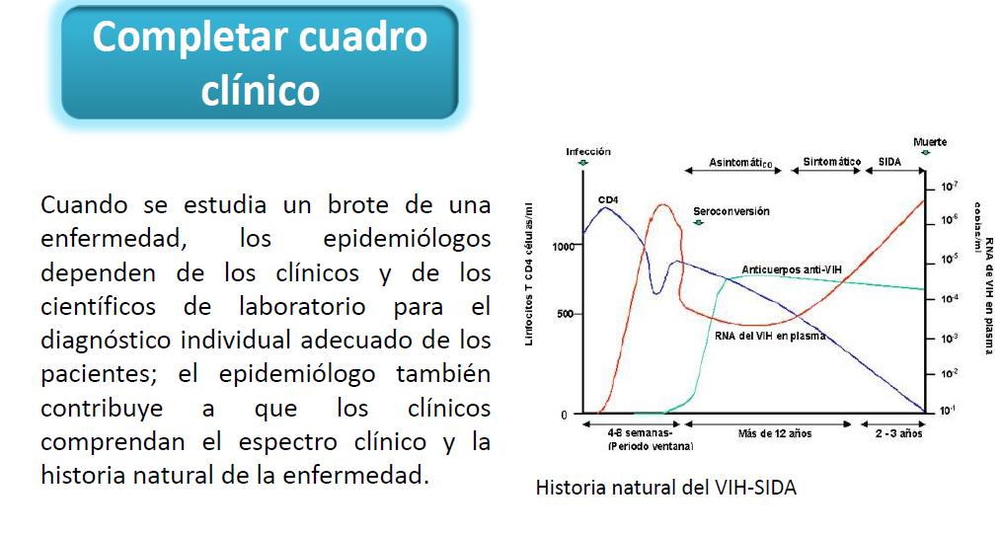 Completar cuadro
clínico
Cuando se estudia un brote de una
enfermedad, los epidemiólogos
dependen de los clínicos y de los
científicos de laboratorio para el
diagnóstico individual adecuado de los
pacientes; el epidemiólogo también
contribuye a que los clínicos
comprendan el espectro clínico y la
historia natural de la enfermedad.
Infección
Muerte
Asintomático
Sintomático
SIDA
CD4
Seroconversión
Anticuerpos anti-VIH
RNA del VIH en plasma
Linfocitos T CD4 células/ml
1000
500
0
10-7
10-6
10-5
10-4
10-3
10-2
10-1
RNA de VIH en plasma
copias/ml
4-8 semanas-
(Periodo ventana)
Más de 12 años
2 - 3 años
Historia natural del VIH-SIDA